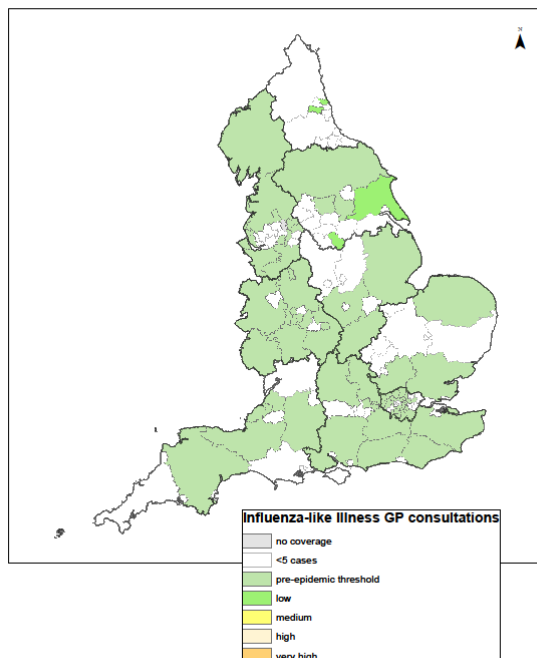 N
Influenza-like Illness GP consultations
no coverage
<5 cases
pre-epidemic threshold
low
medium
high
very high